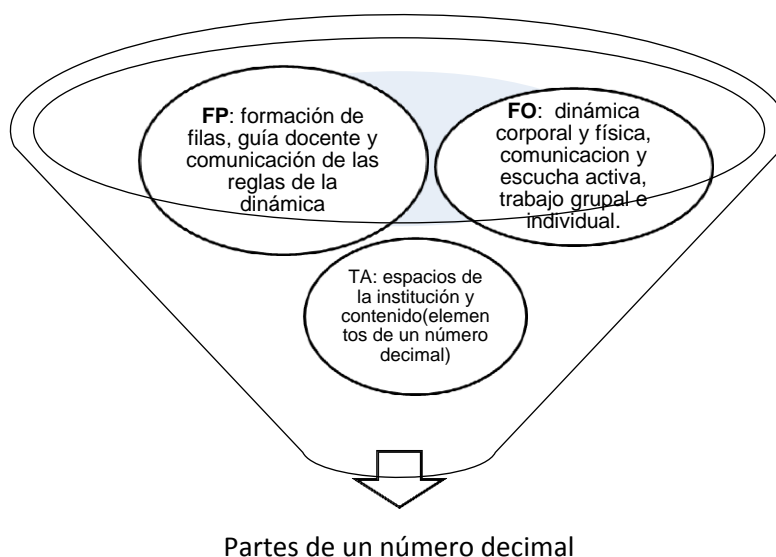 FP: formación de
filas, guía docente y
comunicación de las
reglas de la
dinámica
FO: dinámica
corporal y física,
comunicacion y
escucha activa,
trabajo grupal e
individual.
TA: espacios de
la institución y
contenido(elemen
tos de un número
decimal)
Partes de un número decimal